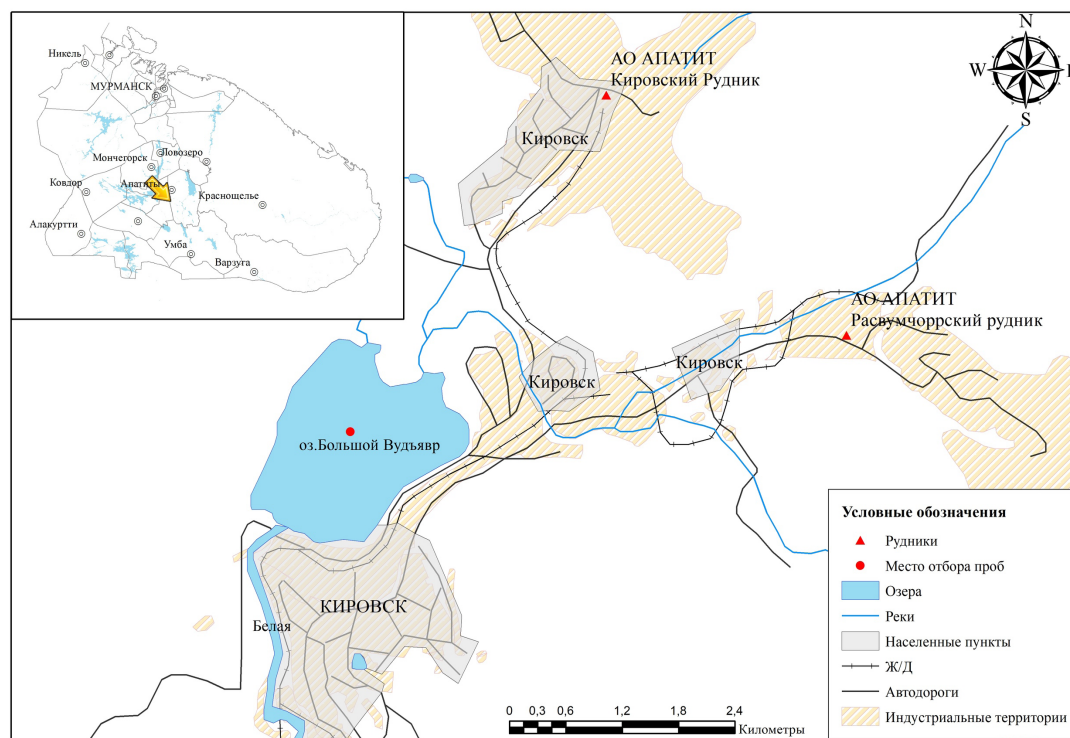 Никель
МУРМАНСК
Мончегорск
Ловозеро
Ковдор
Апатиты
Краснощелье
Алакуртти
Умба
Варзуга
АО АПАТИТ
Кировский Рудник
N
W
E
S
Кировск
АО АПАТИТ
Расвумчоррский рудник
Кировск
Кировск
оз.Большой Вудъявр
КИРОВСК
Белая
Условные обозначения
Рудники
Место отбора проб
Озера
Реки
Населенные пункты
Ж/Д
Автодороги
Индустриальные территории
0 0,3 0,6 1,2 1,8 2,4
Километры